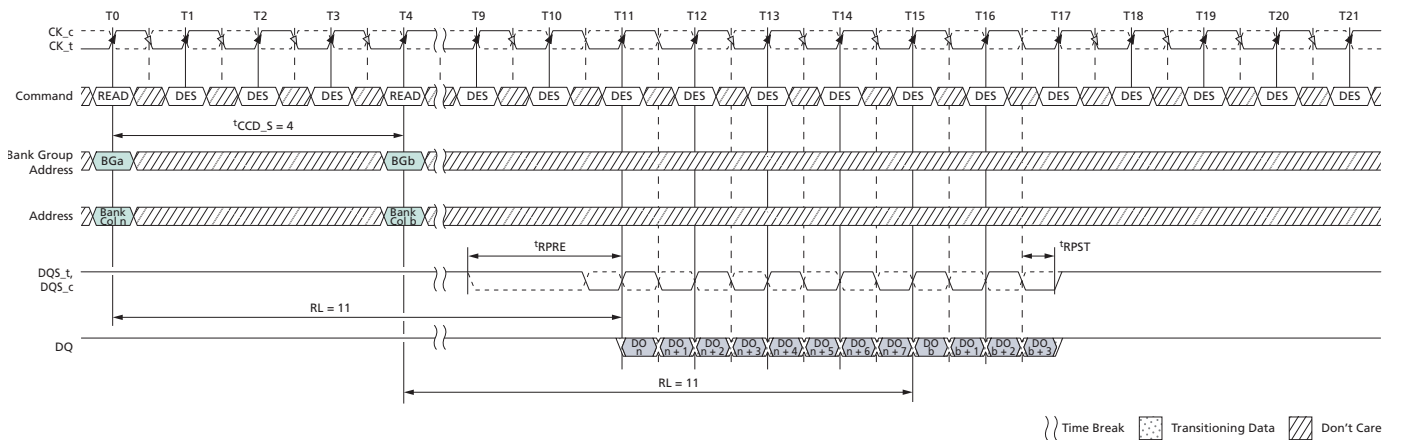 T0 T1 T2 T3 T4 T9 T10 T11 T12 T13 T14 T15 T16 T17 T18 T19 T20 T21
CK_c
CK_t
Command READ DES DES DES READ DES DES DES DES DES DES DES DES DES DES DES DES DES
tCCD_S = 4
Bank Group
Address
BGa BGb
Address
Bank
Col n
Bank
Col b
tRPRE tRPST
DQS_t,
DQS_c
RL = 11
DQ
DO n DO n + 1 DO n + 2 DO n + 3 DO n + 4 DO n + 5 DO n + 6 DO n + 7 DO b DO b + 1 DO b + 2 DO b + 3
RL = 11
Time Break Transitioning Data Don't Care